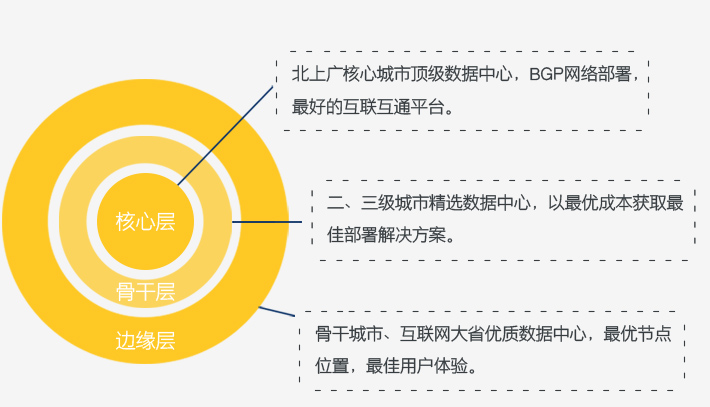 北上广核心城市顶级数据中心，BGP网络部署，
最好的互联互通平台。
二、三级城市精选数据中心，以最优成本获取最
佳部署解决方案。
骨干城市、互联网大省优质数据中心，最优节点
位置，最佳用户体验。
核心层
骨干层
边缘层